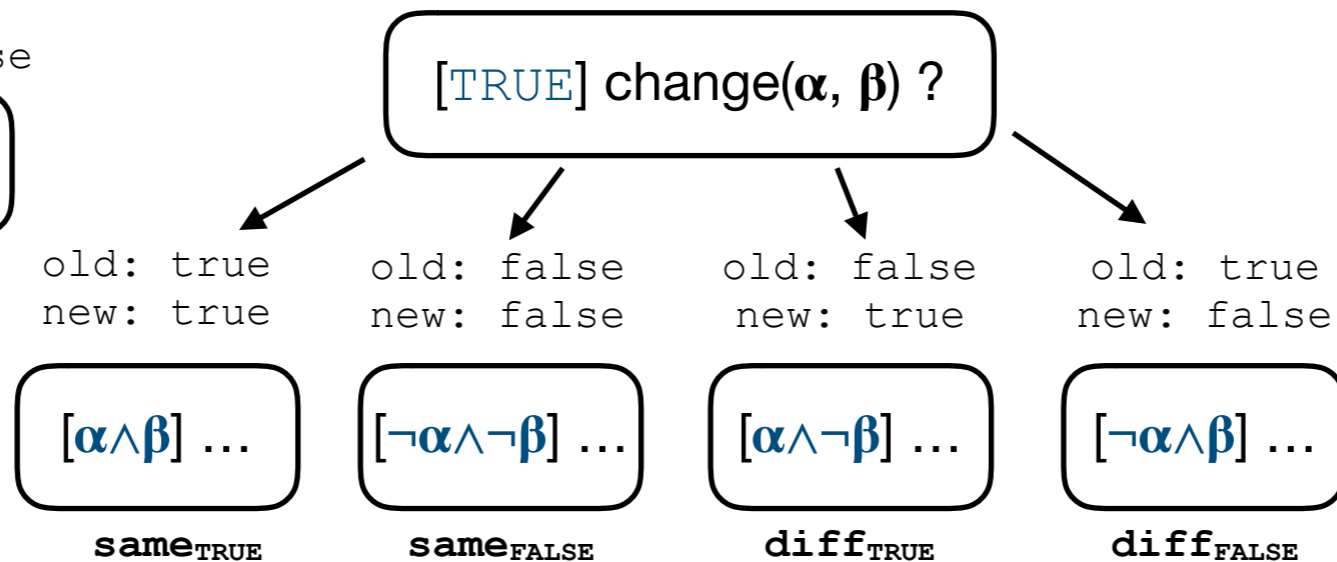 [TRUE] change(α, β) ?
old: true
new: true
old: false
new: false
old: false
new: true
old: true
new: false
[α∧β] ...
[¬α∧¬β] ...
[α∧¬β] ...
[¬α∧β] ...
sameTRUE
sameFALSE
diffTRUE
diffFALSE